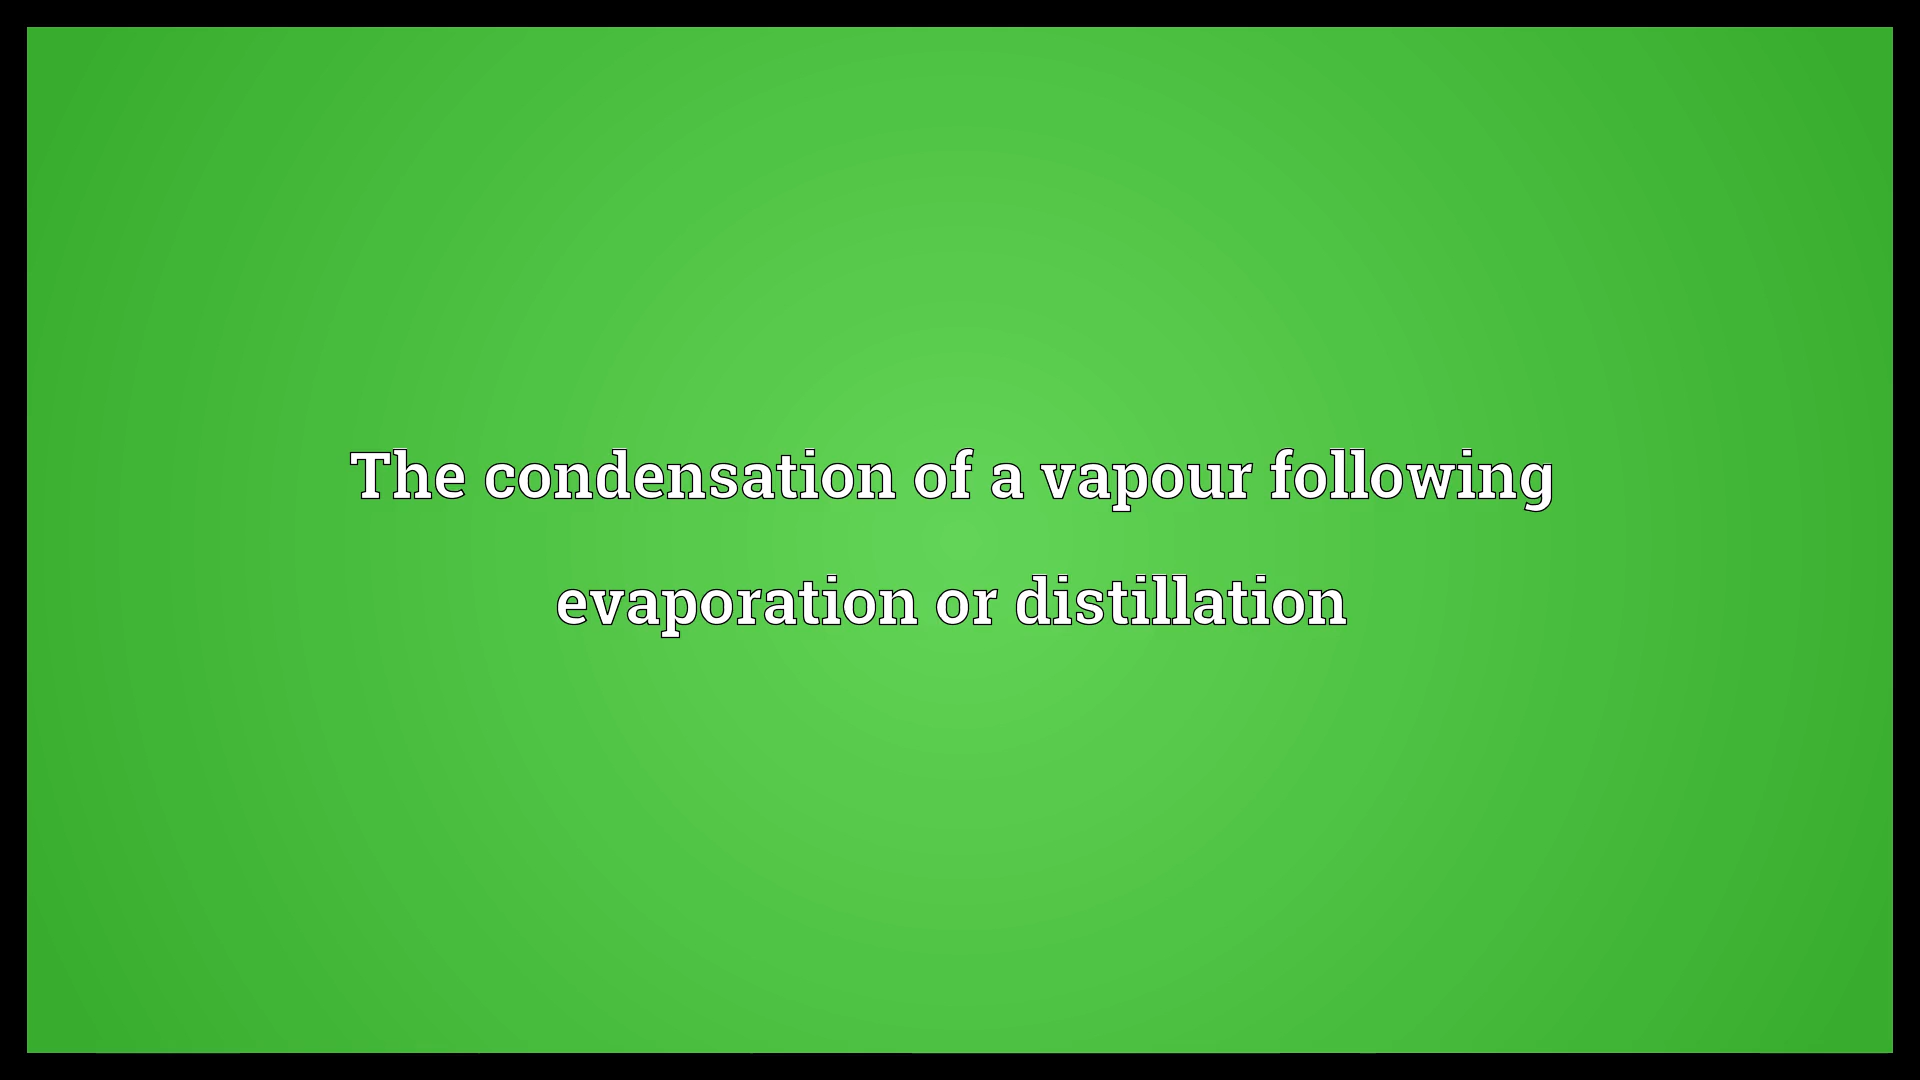 The condensation of a vapour following
evaporation or distillation